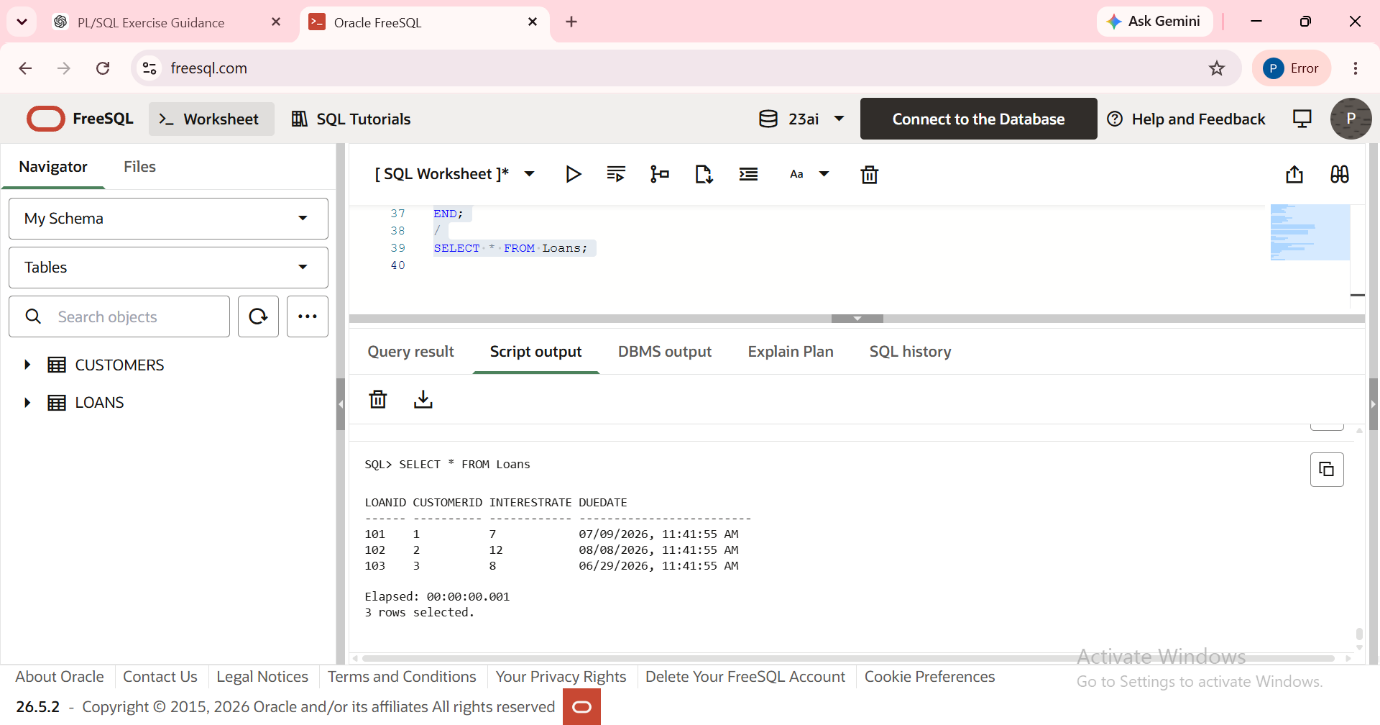 PL/SQL Exercise Guidance
Oracle FreeSQL
Ask Gemini
freesql.com
P Error
FreeSQL
>_ Worksheet
SQL Tutorials
23ai
Connect to the Database
Help and Feedback
P
Navigator
Files
[ SQL Worksheet ]*
Aa
My Schema
Tables
Search objects
CUSTOMERS
LOANS
37 END;
38 /
39 SELECT * FROM Loans;
40
Query result
Script output
DBMS output
Explain Plan
SQL history
SQL> SELECT * FROM Loans
LOANID CUSTOMERID INTERESTRATE DUEDATE
------ ---------- ------------ -------------------------
101 1 7 07/09/2026, 11:41:55 AM
102 2 12 08/08/2026, 11:41:55 AM
103 3 8 06/29/2026, 11:41:55 AM
Elapsed: 00:00:00.001
3 rows selected.
Activate Windows
Go to Settings to activate Windows.
About Oracle
Contact Us
Legal Notices
Terms and Conditions
Your Privacy Rights
Delete Your FreeSQL Account
Cookie Preferences
26.5.2 - Copyright © 2015, 2026 Oracle and/or its affiliates All rights reserved